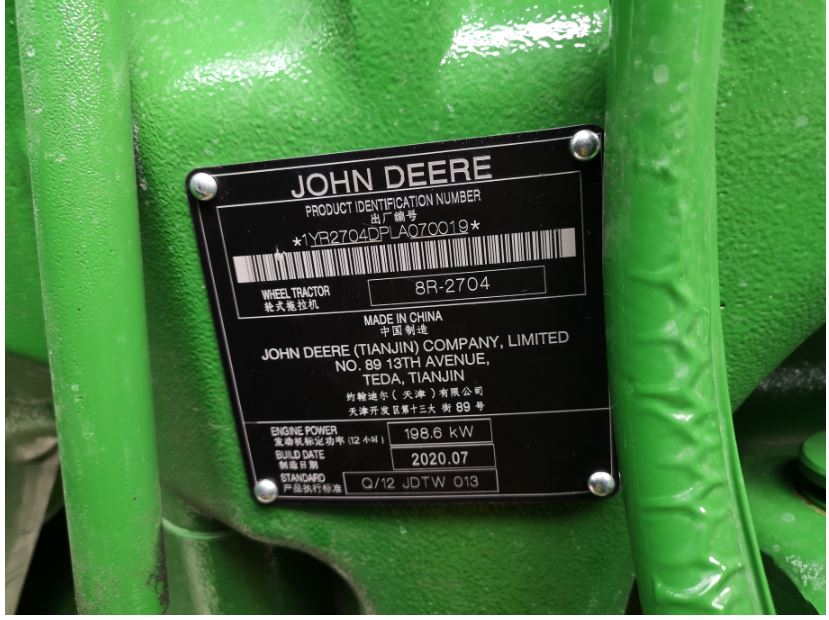 JOHN DEERE
PRODUCT IDENTIFICATION NUMBER
出厂编号
*1YR2704DPLA070019*
WHEEL TRACTOR 8R-2704
轮式拖拉机
MADE IN CHINA
中国制造
JOHN DEERE (TIANJIN) COMPANY, LIMITED
NO. 89 13TH AVENUE,
TEDA, TIANJIN
约翰迪尔(天津)有限公司
天津开发区第十三大街89号
ENGINE POWER 198.6 kW
发动机标定功率(12小时)
BUILD DATE 2020.07
制造日期
STANDARD Q/12 JDTW 013
产品执行标准